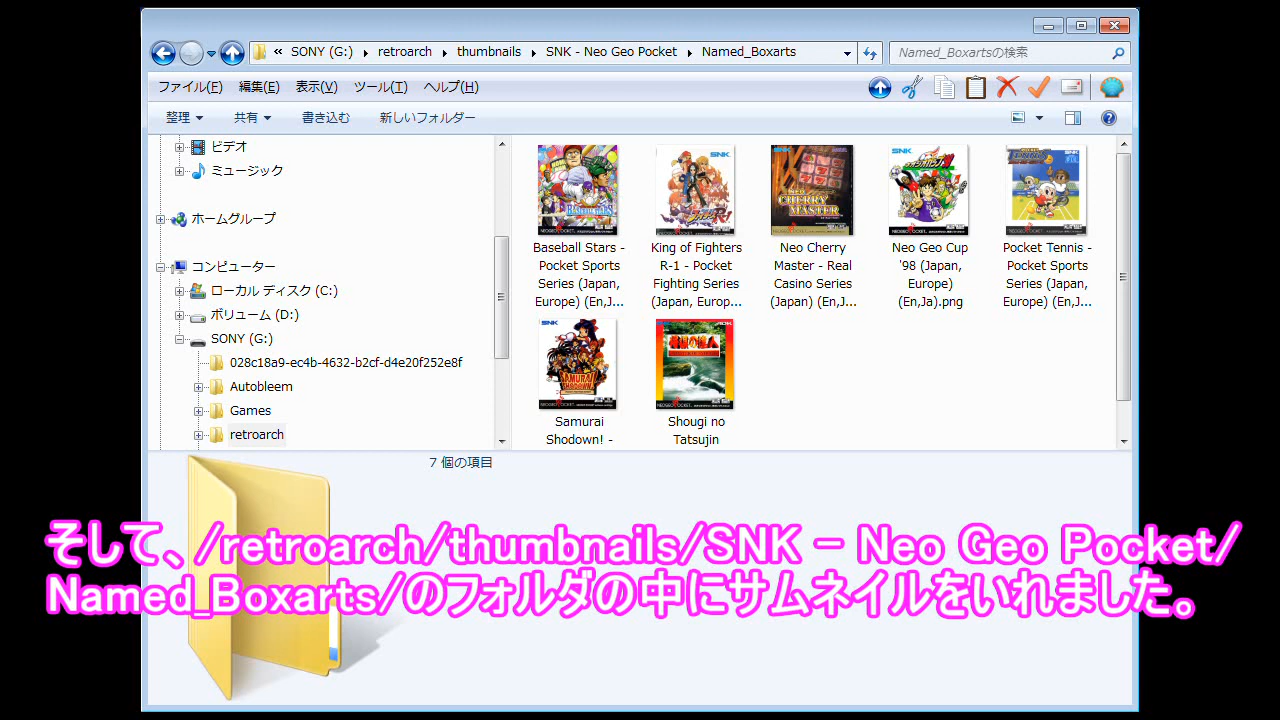 « SONY (G:) ▸ retroarch ▸ thumbnails ▸ SNK - Neo Geo Pocket ▸ Named_Boxarts
Named_Boxartsの検索
ファイル(F) 編集(E) 表示(V) ツール(T) ヘルプ(H)
整理 共有 書き込む 新しいフォルダー
ビデオ
ミュージック
ホームグループ
コンピューター
ローカル ディスク (C:)
ボリューム (D:)
SONY (G:)
028c18a9-ec4b-4632-b2cf-d4e20f252e8f
Autobleem
Games
retroarch
Baseball Stars -
Pocket Sports
Series (Japan,
Europe) (En,J...
King of Fighters
R-1 - Pocket
Fighting Series
(Japan, Europ...
SNK
NEO
CHERRY
MASTER
Neo Cherry
Master - Real
Casino Series
(Japan) (En,J...
SNK
Neo Geo Cup
'98 (Japan,
Europe)
(En,Ja).png
Pocket Tennis -
Pocket Sports
Series (Japan,
Europe) (En,J...
SNK
SAMURAI
SHODOWN!
Samurai
Shodown! -
ADK
Shougi no
Tatsujin
7 個の項目
そして、/retroarch/thumbnails/SNK - Neo Geo Pocket/
Named_Boxarts/のフォルダの中にサムネイルをいれました。